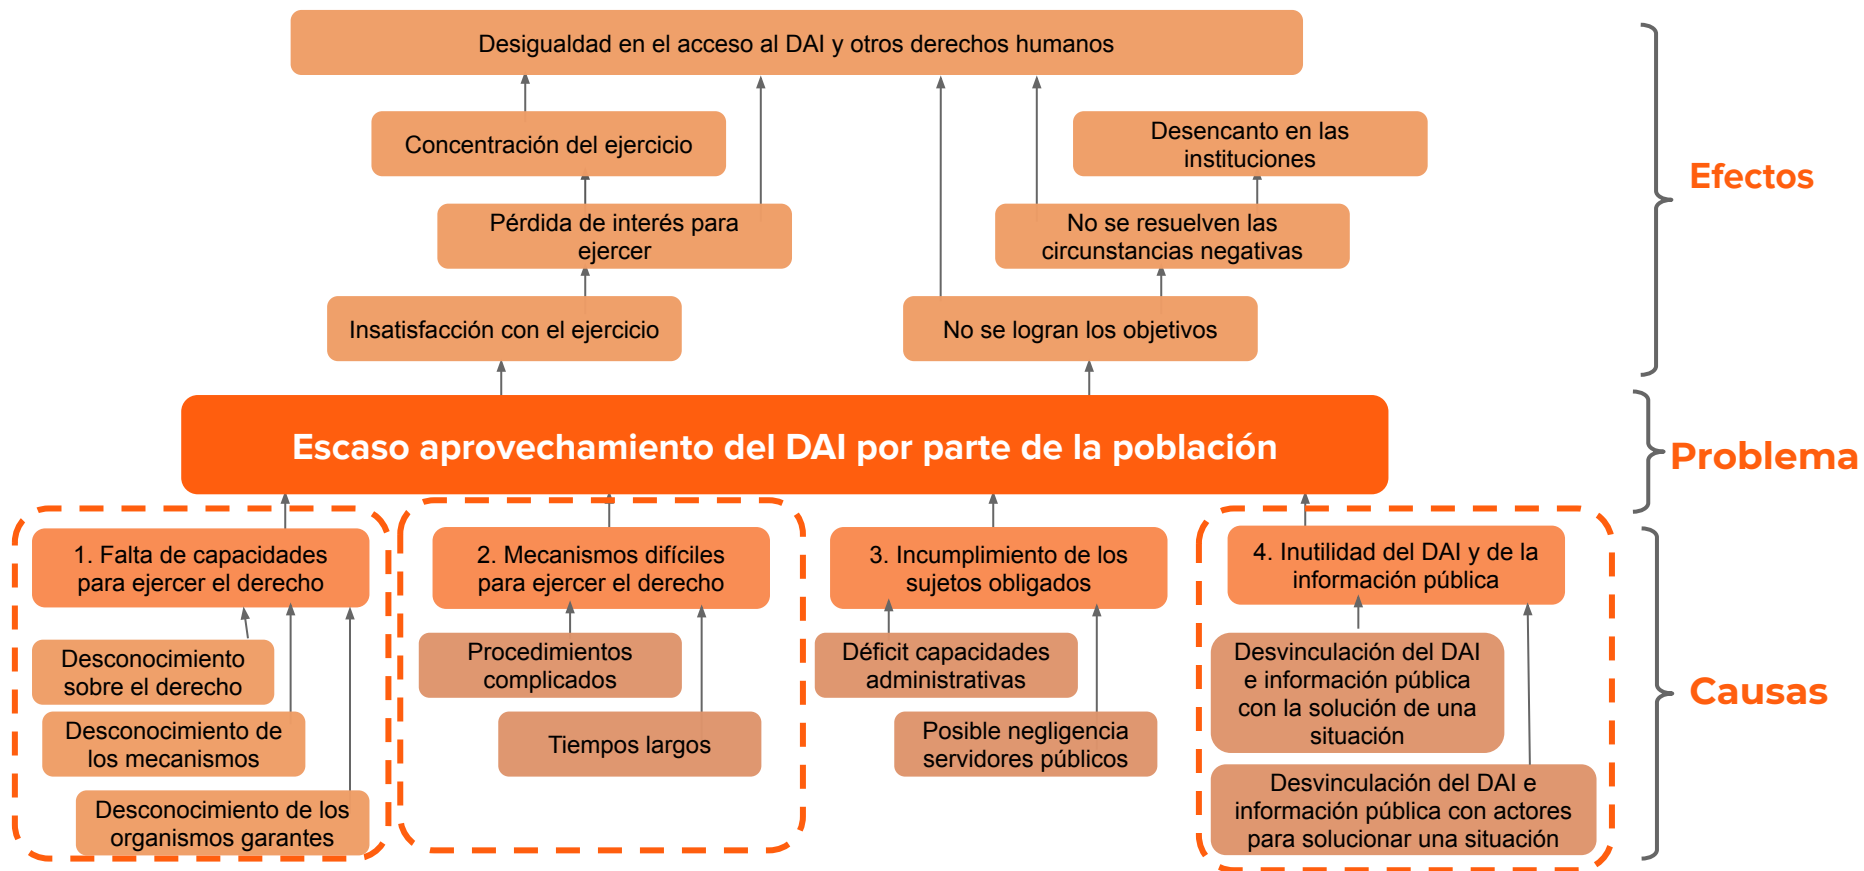 Desigualdad en el acceso al DAI y otros derechos humanos
Concentración del ejercicio
Desencanto en las
instituciones
Efectos
Pérdida de interés para
ejercer
No se resuelven las
circunstancias negativas
Insatisfacción con el ejercicio
No se logran los objetivos
Escaso aprovechamiento del DAI por parte de la población
Problema
1. Falta de capacidades
para ejercer el derecho
2. Mecanismos difíciles
para ejercer el derecho
3. Incumplimiento de los
sujetos obligados
4. Inutilidad del DAI y de la
información pública
Desconocimiento
sobre el derecho
Desconocimiento de
los mecanismos
Desconocimiento de los
organismos garantes
Procedimientos
complicados
Tiempos largos
Déficit capacidades
administrativas
Posible negligencia
servidores públicos
Desvinculación del DAI
e información pública
con la solución de una
situación
Desvinculación del DAI e
información pública con actores
para solucionar una situación
Causas